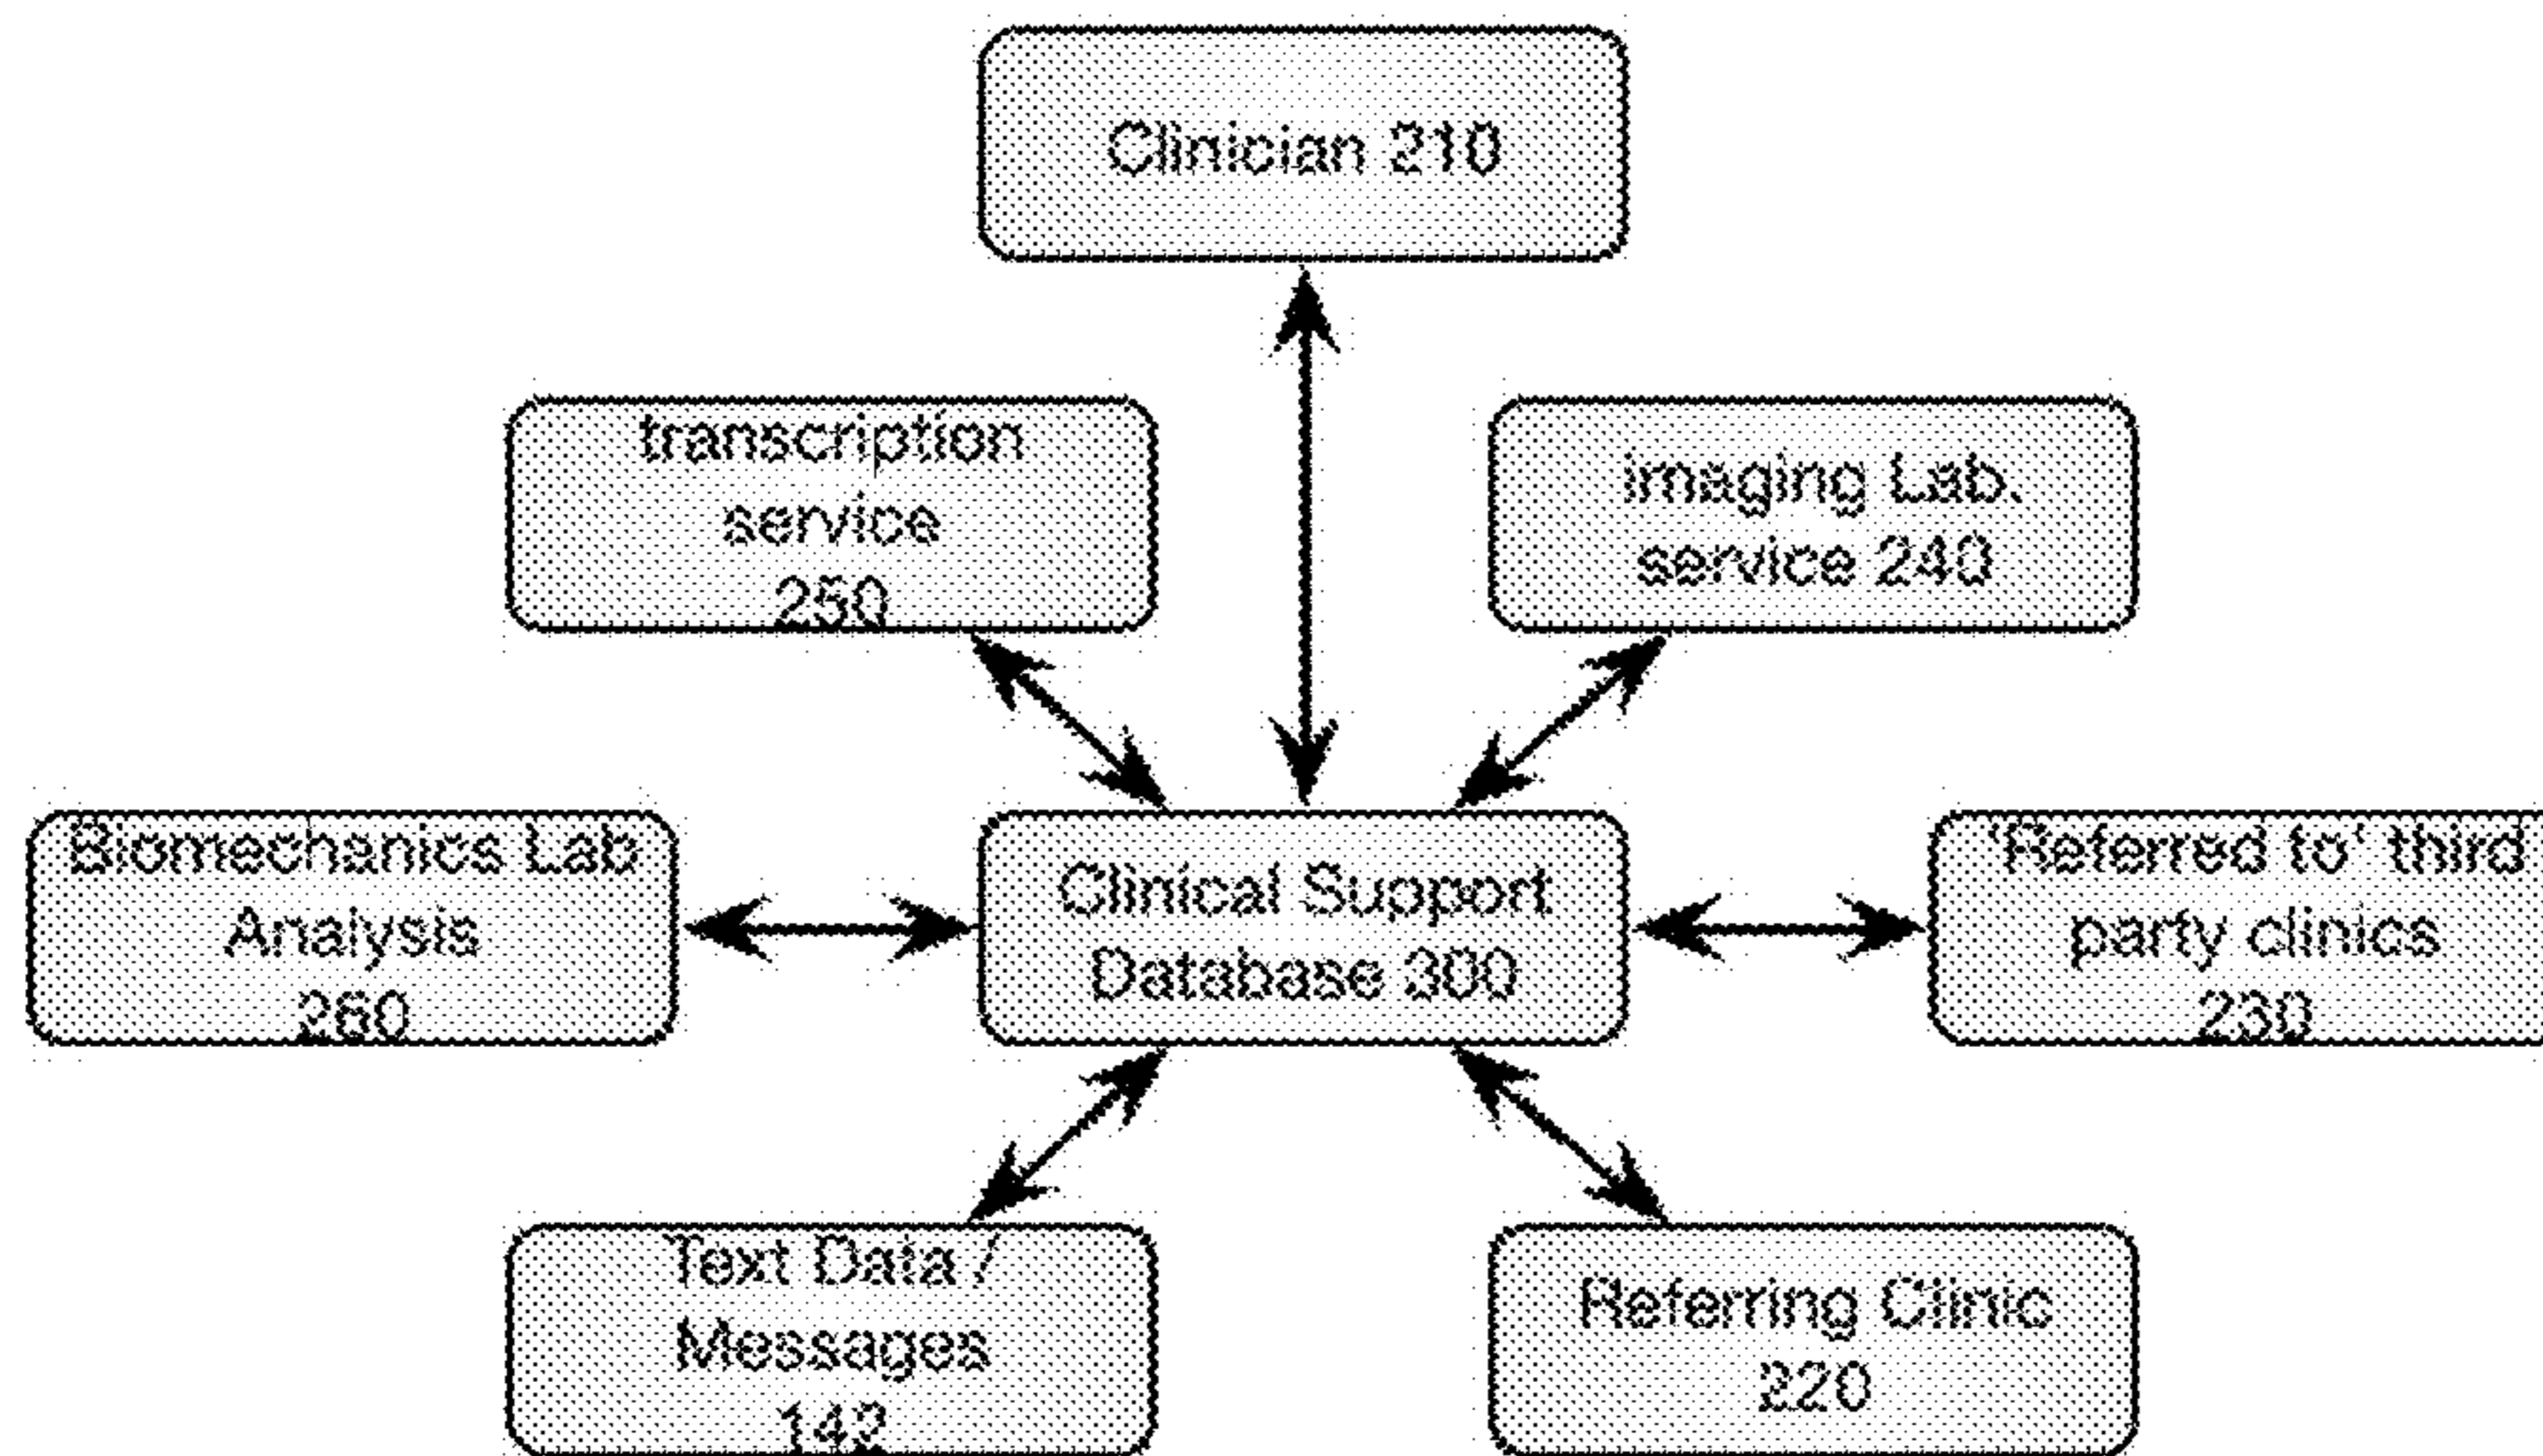 Clinician 210
transcription
service
250
imaging Lab.
service 240
Biomechanics Lab
Analysis
260
Clinical Support
Database 300
'Referred to' third
party clinics
230
Text Data /
Messages
142
Referring Clinic
220